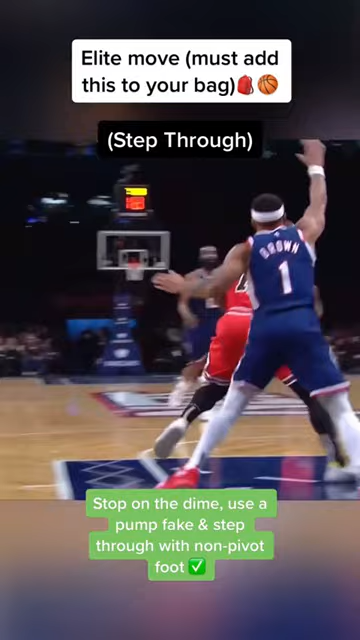 Elite move (must add
this to your bag)🎒🏀
(Step Through)
BROWN
1
Stop on the dime, use a
pump fake & step
through with non-pivot
foot ✅